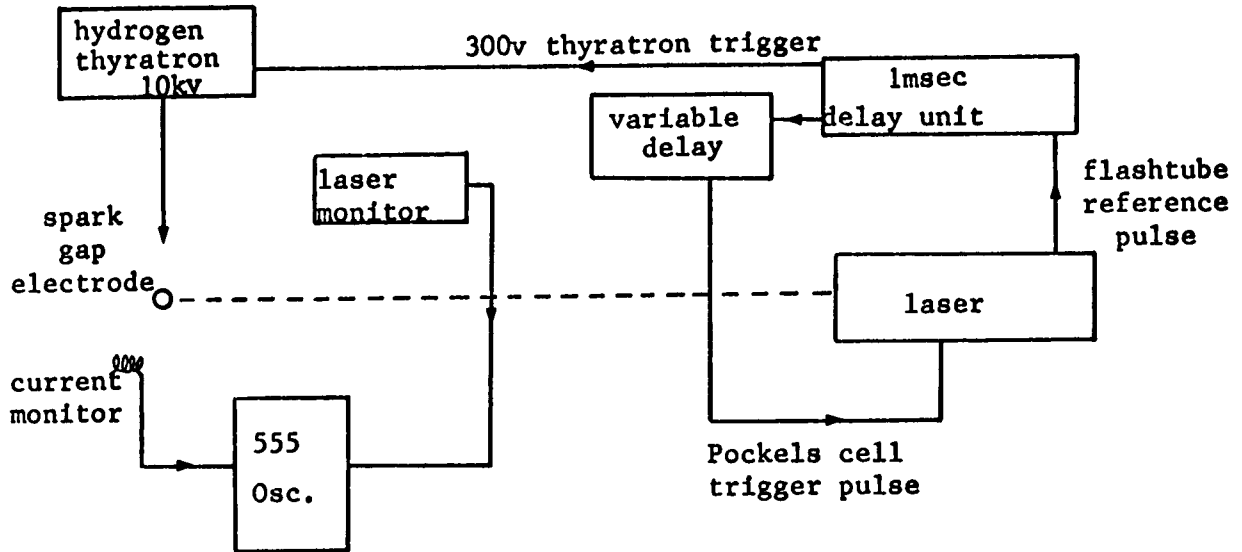 hydrogen
thyratron
10kv
300v thyratron trigger
1msec
delay unit
variable
delay
laser
monitor
flashtube
reference
pulse
spark
gap
electrode
laser
current
monitor
555
Osc.
Pockels cell
trigger pulse